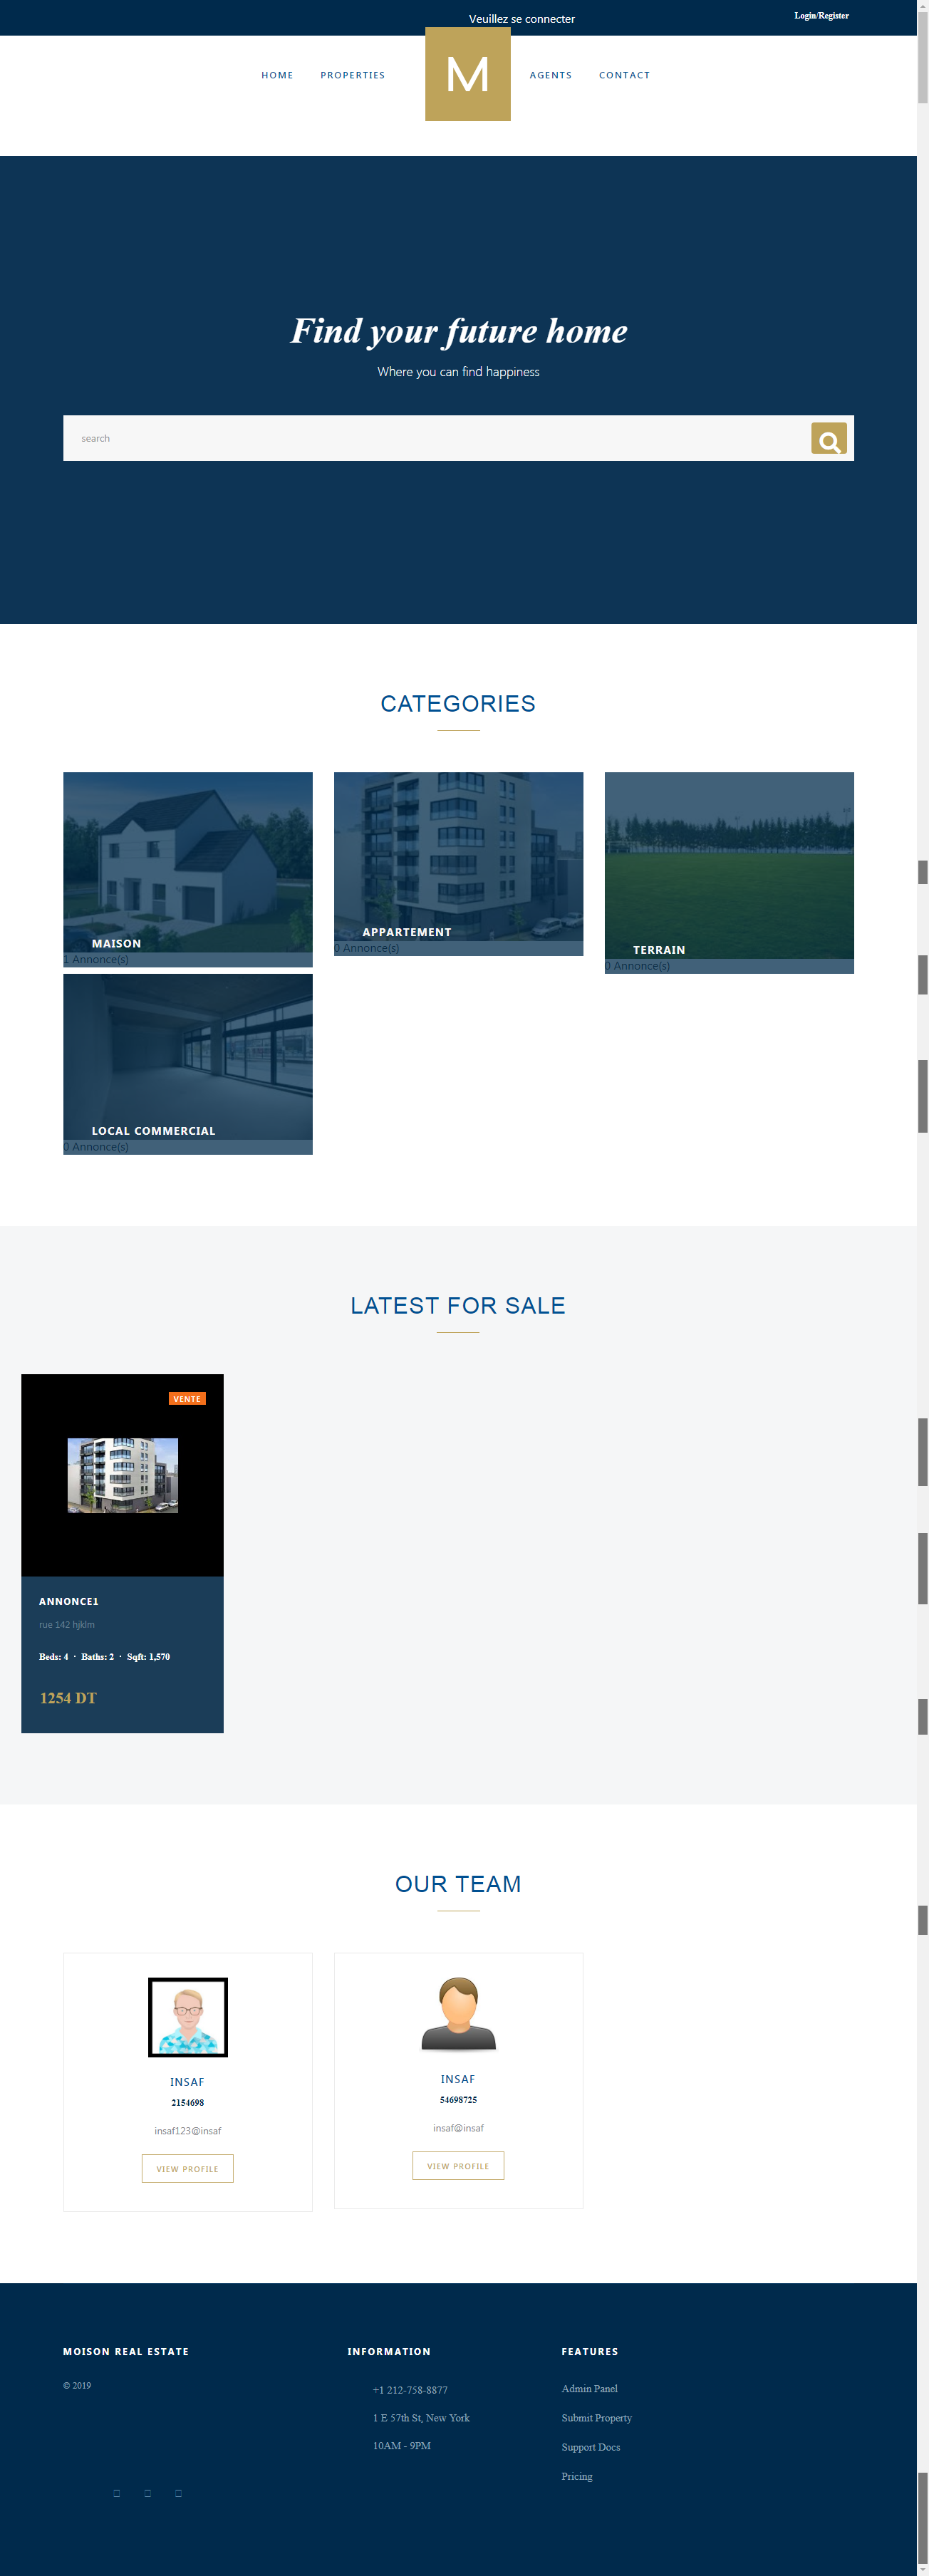 Veuillez se connecter
Login/Register
HOME
PROPERTIES
M
AGENTS
CONTACT
Find your future home
Where you can find happiness
search
CATEGORIES
MAISON
1 Annonce(s)
APPARTEMENT
0 Annonce(s)
TERRAIN
0 Annonce(s)
LOCAL COMMERCIAL
0 Annonce(s)
LATEST FOR SALE
VENTE
ANNONCE1
rue 142 hjklm
Beds: 4 · Baths: 2 · Sqft: 1,570
1254 DT
OUR TEAM
INSAF
2154698
insaf123@insaf
VIEW PROFILE
INSAF
54698725
insaf@insaf
VIEW PROFILE
MOISON REAL ESTATE
© 2019
INFORMATION
+1 212-758-8877
1 E 57th St, New York
10AM - 9PM
FEATURES
Admin Panel
Submit Property
Support Docs
Pricing